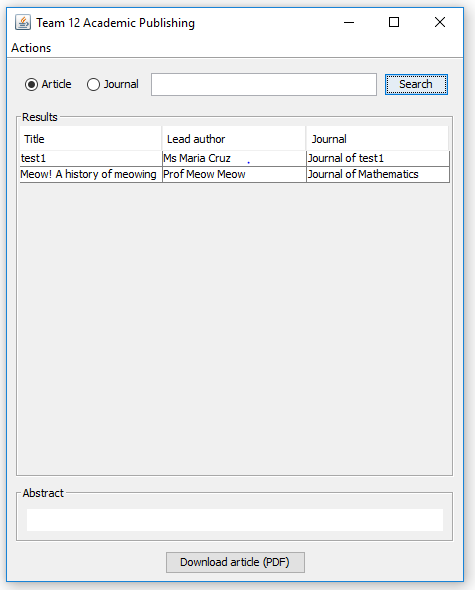 Team 12 Academic Publishing
Actions
Article Journal Search
Results
Title Lead author Journal
test1 Ms Maria Cruz Journal of test1
Meow! A history of meowing Prof Meow Meow Journal of Mathematics
Abstract
Download article (PDF)